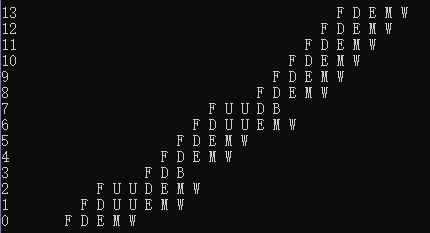 13 F D E M W
12 F D E M W
11 F D E M W
10 F D E M W
9 F D E M W
8 F D E M W
7 F U U D B
6 F D U U E M W
5 F D E M W
4 F D E M W
3 F D B
2 F U U D E M W
1 F D U U E M W
0 F D E M W